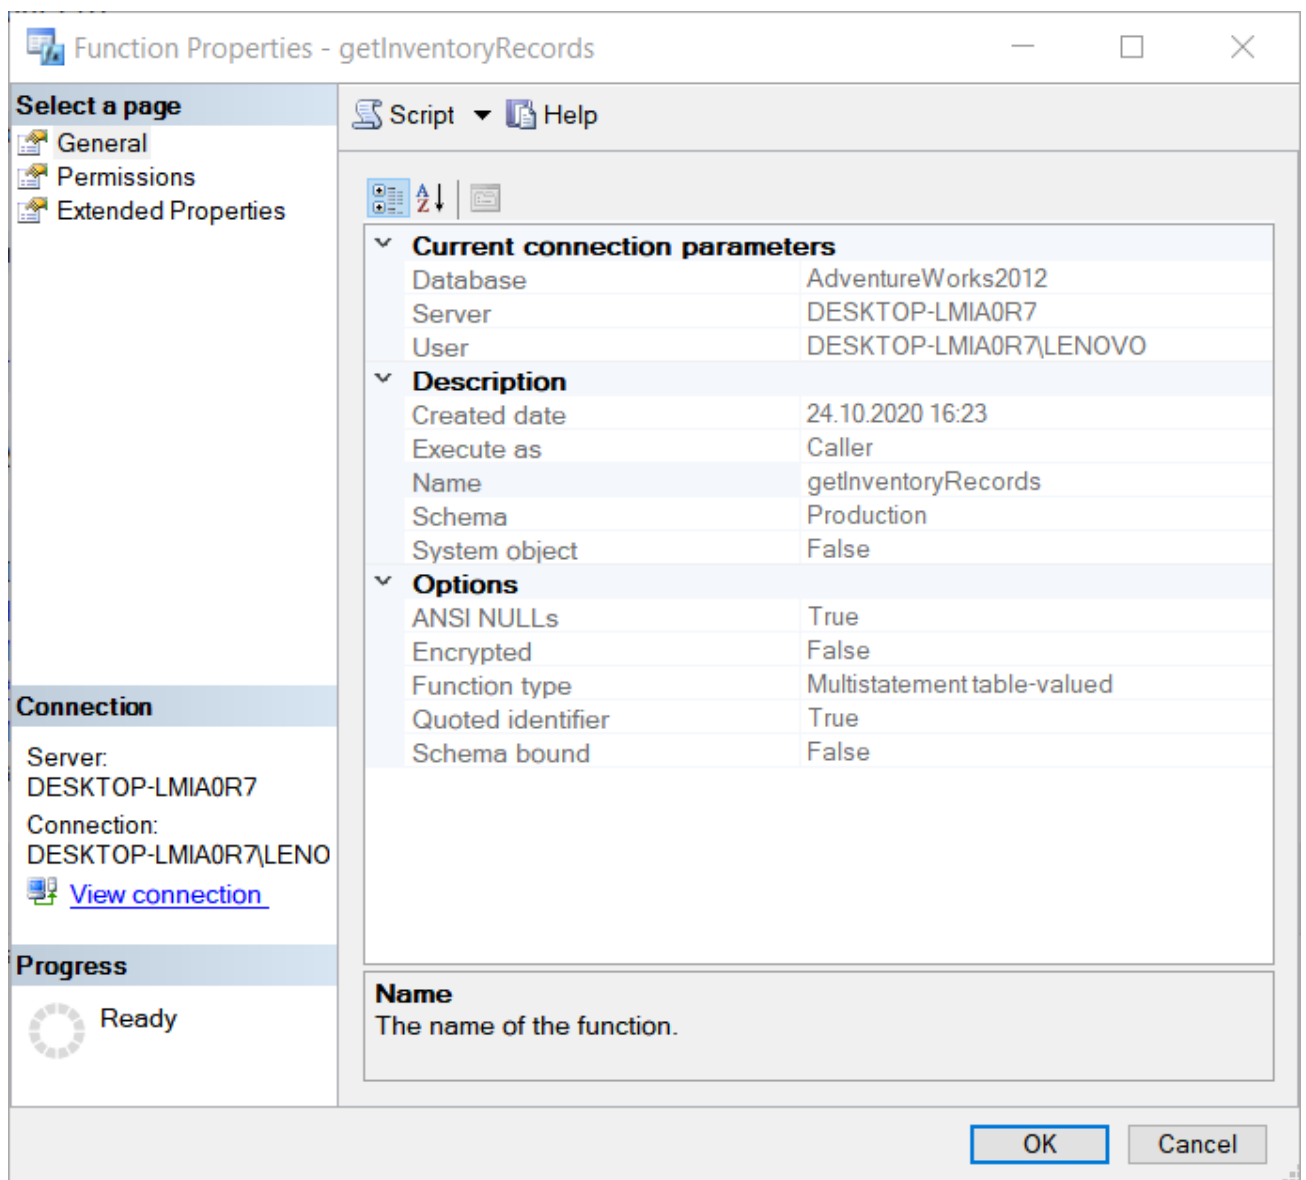 Function Properties - getInventoryRecords
Select a page
General
Permissions
Extended Properties
Script
Help
Current connection parameters
Database AdventureWorks2012
Server DESKTOP-LMIA0R7
User DESKTOP-LMIA0R7\LENOVO
Description
Created date 24.10.2020 16:23
Execute as Caller
Name getInventoryRecords
Schema Production
System object False
Options
ANSI NULLs True
Encrypted False
Function type Multistatement table-valued
Quoted identifier True
Schema bound False
Connection
Server:
DESKTOP-LMIA0R7
Connection:
DESKTOP-LMIA0R7\LENO
View connection
Progress
Ready
Name
The name of the function.
OK Cancel